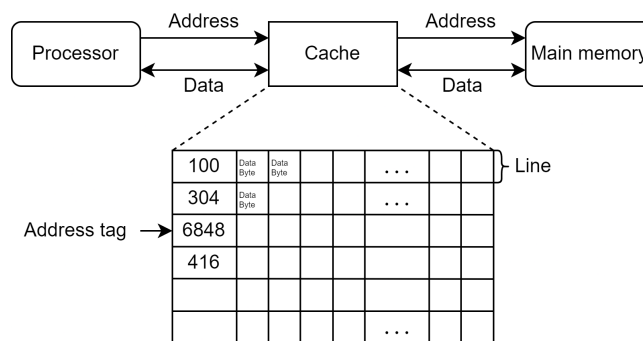 Address
Address
Processor
Cache
Main memory
Data
Data
100
Data
Byte
Data
Byte
. . .
Line
304
Data
Byte
. . .
Address tag
6848
416
. . .